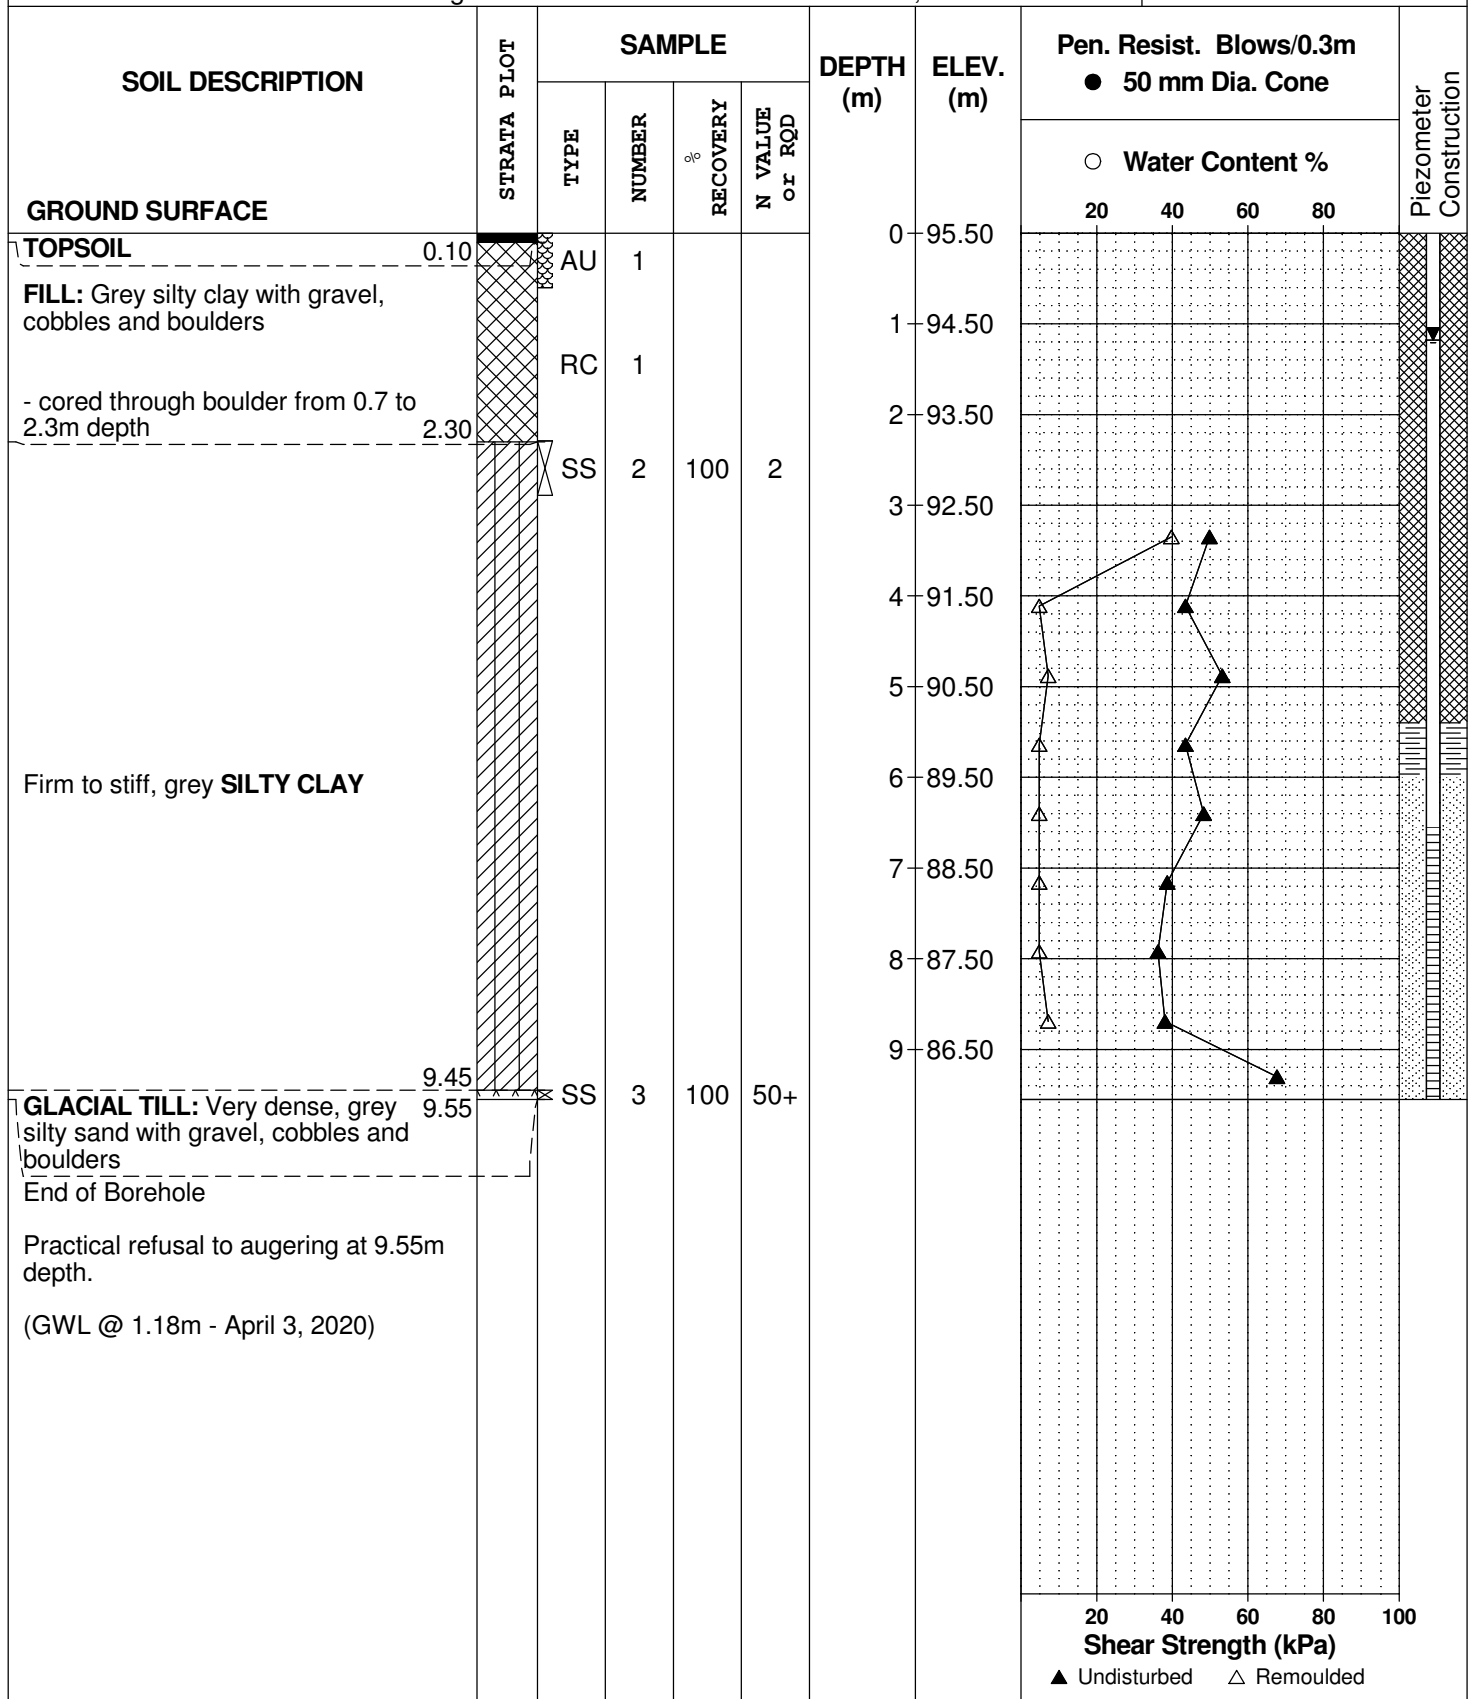 SOIL DESCRIPTION
GROUND SURFACE
STRATA PLOT
SAMPLE
TYPE
NUMBER
% RECOVERY
N VALUE or RQD
DEPTH (m)
ELEV. (m)
Pen. Resist. Blows/0.3m
● 50 mm Dia. Cone
○ Water Content %
20 40 60 80
Piezometer Construction
TOPSOIL 0.10
AU 1
0 95.50
FILL: Grey silty clay with gravel,
cobbles and boulders
1 94.50
RC 1
- cored through boulder from 0.7 to
2.3m depth 2.30
2 93.50
SS 2 100 2
3 92.50
4 91.50
5 90.50
Firm to stiff, grey SILTY CLAY
6 89.50
7 88.50
8 87.50
9 86.50
9.45
SS 3 100 50+
GLACIAL TILL: Very dense, grey 9.55
silty sand with gravel, cobbles and
boulders
End of Borehole
Practical refusal to augering at 9.55m
depth.
(GWL @ 1.18m - April 3, 2020)
20 40 60 80 100
Shear Strength (kPa)
▲ Undisturbed △ Remoulded